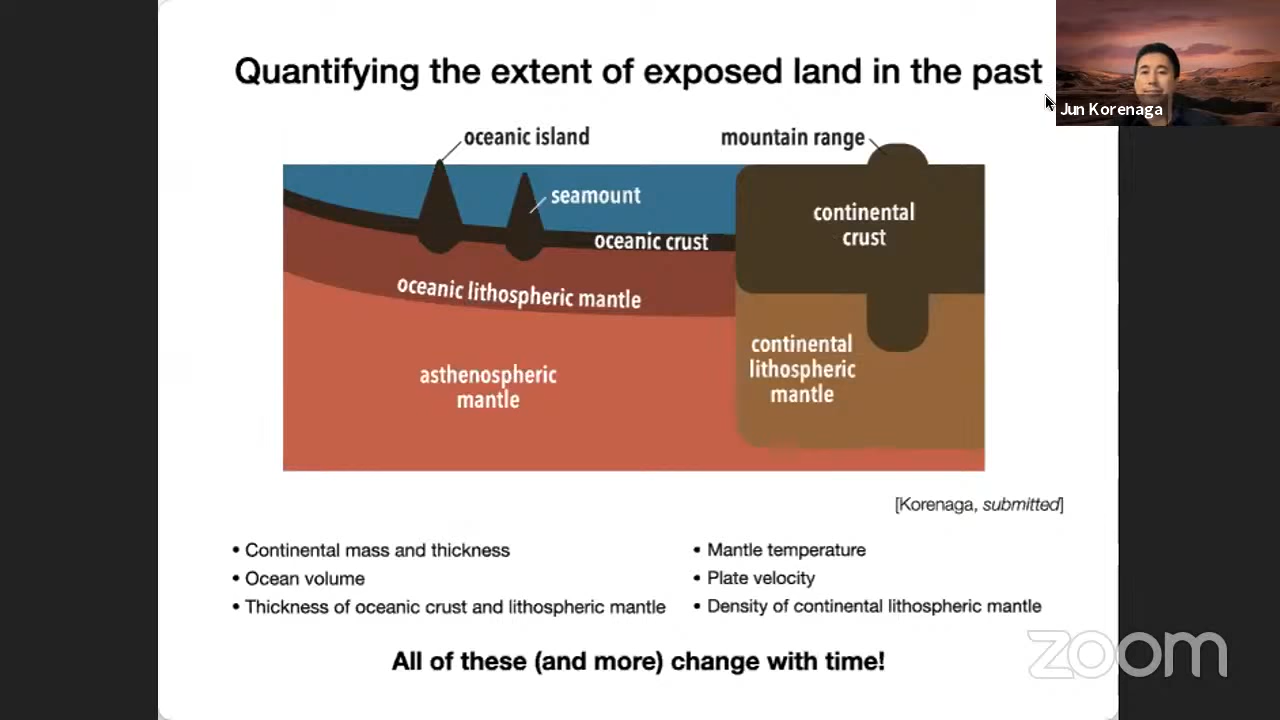 Quantifying the extent of exposed land in the past
Jun Korenaga
oceanic island
mountain range
seamount
continental
crust
oceanic crust
oceanic lithospheric mantle
continental
lithospheric
mantle
asthenospheric
mantle
[Korenaga, submitted]
• Continental mass and thickness
• Ocean volume
• Thickness of oceanic crust and lithospheric mantle
• Mantle temperature
• Plate velocity
• Density of continental lithospheric mantle
All of these (and more) change with time!
zoom